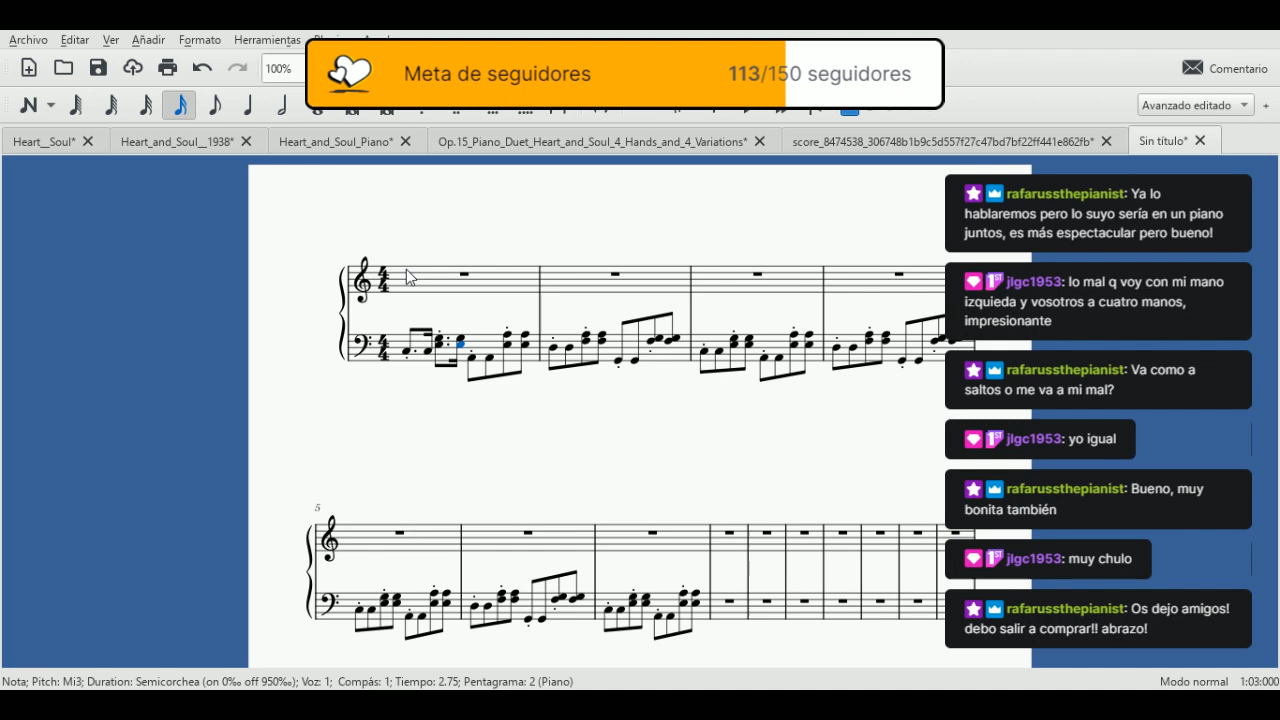 Archivo Editar Ver Añadir Formato Herramientas
Meta de seguidores 113/150 seguidores
100%
Comentario
Avanzado editado
Heart__Soul* Heart_and_Soul__1938* Heart_and_Soul_Piano* Op.15_Piano_Duet_Heart_and_Soul_4_Hands_and_4_Variations* score_8474538_306748b1b9c5d557f27c47bd7bf22ff441e862fb* Sin título*
rafarussthepianist: Ya lo
hablaremos pero lo suyo sería en un piano
juntos, es más espectacular pero bueno!
1ST jlgc1953: lo mal q voy con mi mano
izquieda y vosotros a cuatro manos,
impresionante
rafarussthepianist: Va como a
saltos o me va a mi mal?
1ST jlgc1953: yo igual
rafarussthepianist: Bueno, muy
bonita también
1ST jlgc1953: muy chulo
rafarussthepianist: Os dejo amigos!
debo salir a comprar!! abrazo!
5
Nota; Pitch: Mi3; Duration: Semicorchea (on 0‰ off 950‰); Voz: 1; Compás: 1; Tiempo: 2.75; Pentagrama: 2 (Piano)
Modo normal 1:03:000